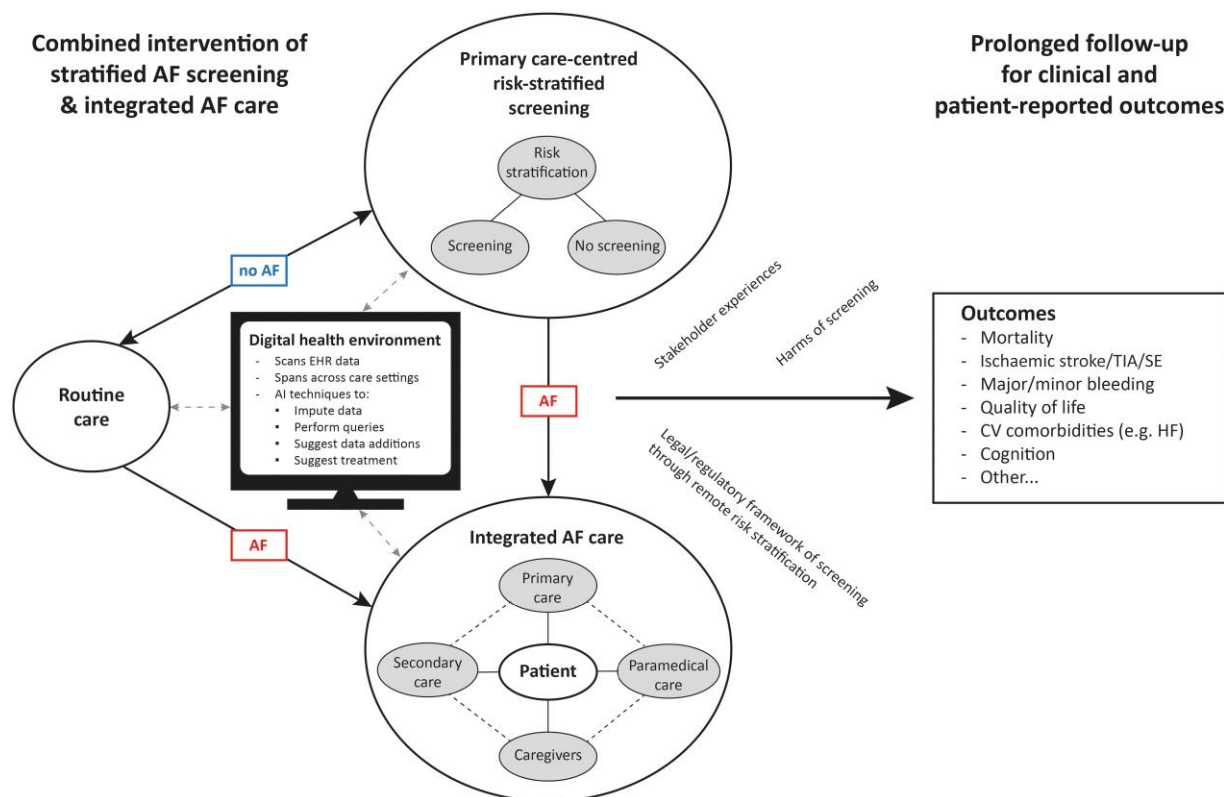 Combined intervention of
stratified AF screening
& integrated AF care
Primary care-centred
risk-stratified
screening
Prolonged follow-up
for clinical and
patient-reported outcomes
Risk
stratification
Screening
No screening
no AF
Digital health environment
- Scans EHR data
- Spans across care settings
- AI techniques to:
▪ Impute data
▪ Perform queries
▪ Suggest data additions
▪ Suggest treatment
Routine
care
AF
AF
Stakeholder experiences
Harms of screening
Legal/regulatory framework of screening
through remote risk stratification
Outcomes
- Mortality
- Ischaemic stroke/TIA/SE
- Major/minor bleeding
- Quality of life
- CV comorbidities (e.g. HF)
- Cognition
- Other...
Integrated AF care
Primary
care
Secondary
care
Patient
Paramedical
care
Caregivers